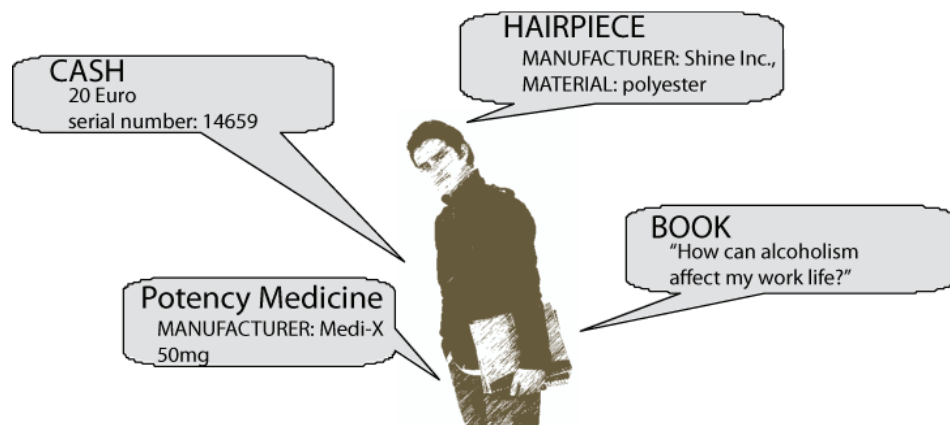 HAIRPIECE
MANUFACTURER: Shine Inc.,
MATERIAL: polyester
CASH
20 Euro
serial number: 14659
BOOK
“How can alcoholism
affect my work life?”
Potency Medicine
MANUFACTURER: Medi-X
50mg